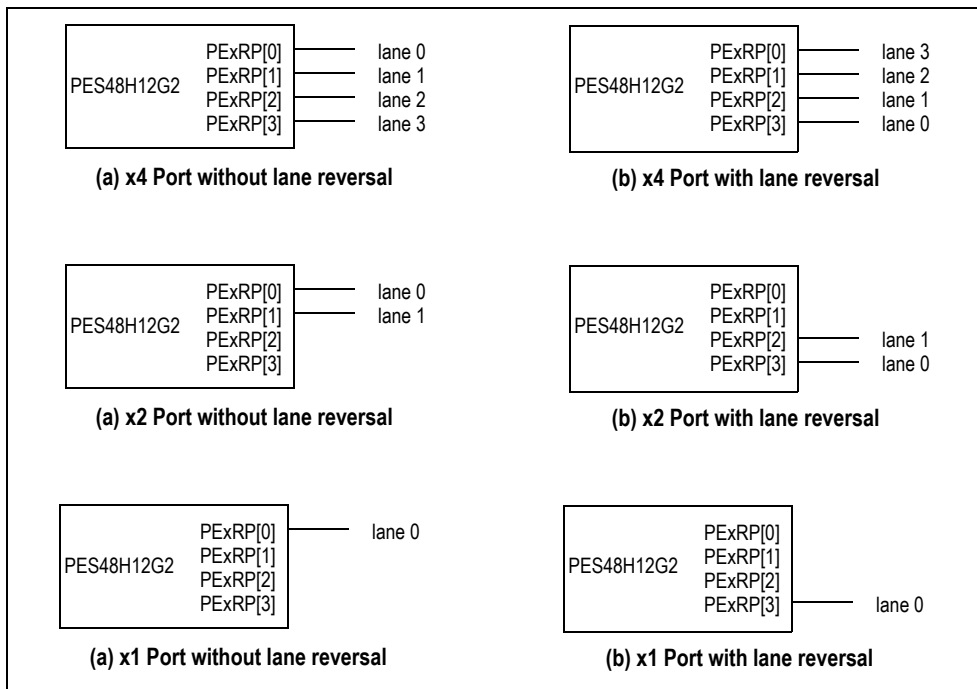 PES48H12G2
PExRP[0] lane 0
PExRP[1] lane 1
PExRP[2] lane 2
PExRP[3] lane 3
(a) x4 Port without lane reversal
PES48H12G2
PExRP[0] lane 3
PExRP[1] lane 2
PExRP[2] lane 1
PExRP[3] lane 0
(b) x4 Port with lane reversal
PES48H12G2
PExRP[0] lane 0
PExRP[1] lane 1
PExRP[2]
PExRP[3]
(a) x2 Port without lane reversal
PES48H12G2
PExRP[0]
PExRP[1]
PExRP[2] lane 1
PExRP[3] lane 0
(b) x2 Port with lane reversal
PES48H12G2
PExRP[0] lane 0
PExRP[1]
PExRP[2]
PExRP[3]
(a) x1 Port without lane reversal
PES48H12G2
PExRP[0]
PExRP[1]
PExRP[2]
PExRP[3] lane 0
(b) x1 Port with lane reversal